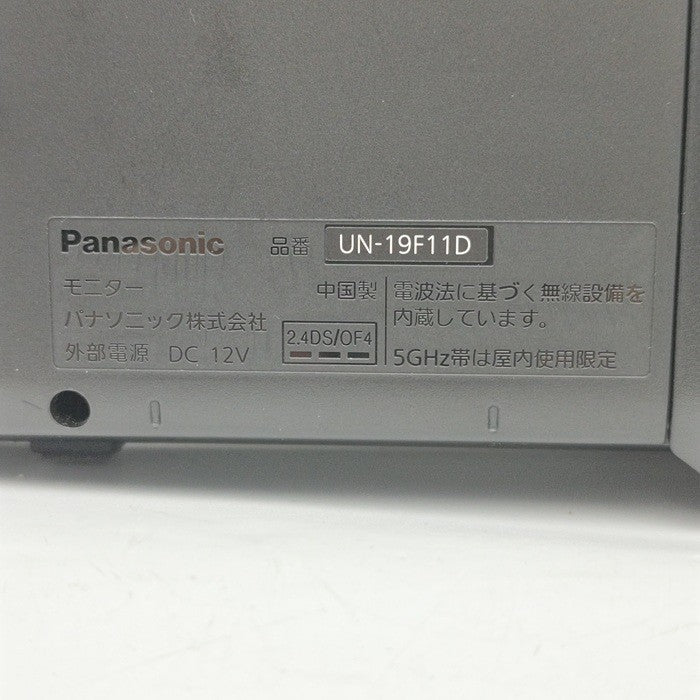 Panasonic 品番 UN-19F11D
モニター 中国製
パナソニック株式会社
外部電源 DC 12V
2.4DS/OF4
電波法に基づく無線設備を
内蔵しています。
5GHz帯は屋内使用限定